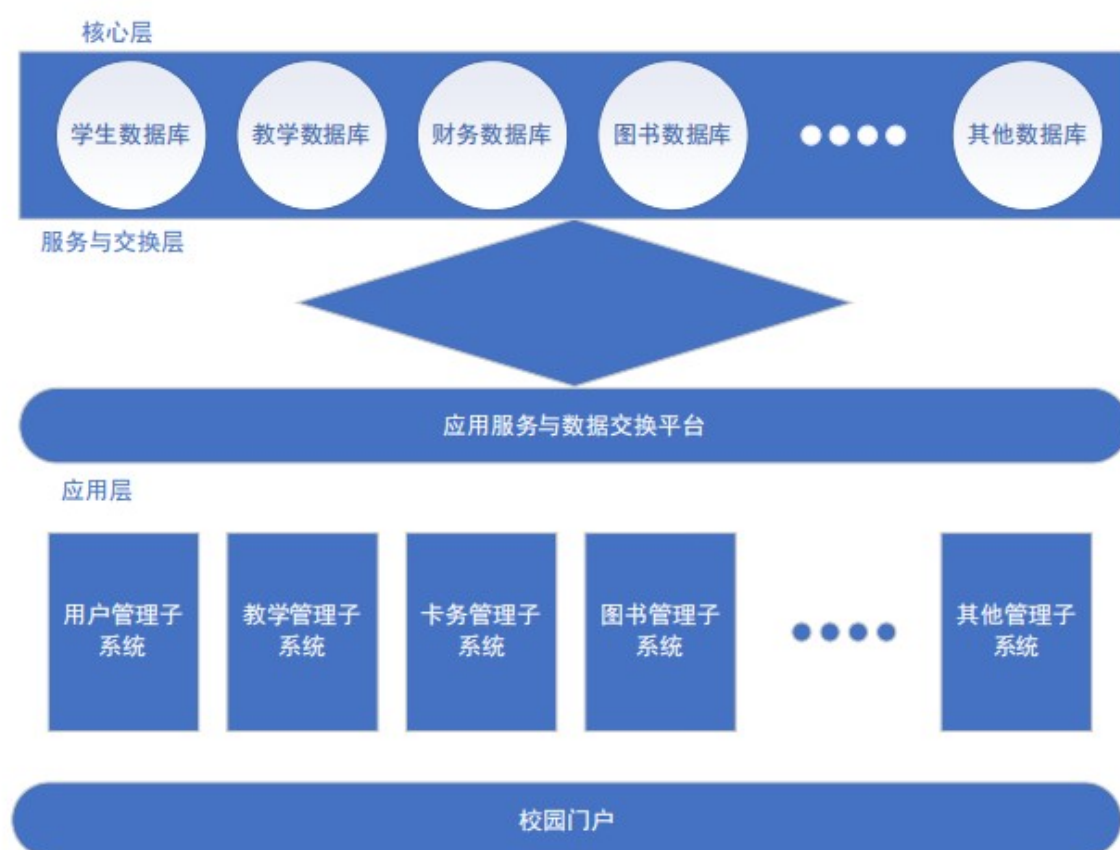 核心层
学生数据库 教学数据库 财务数据库 图书数据库 其他数据库
服务与交换层
应用服务与数据交换平台
应用层
用户管理子系统 教学管理子系统 卡务管理子系统 图书管理子系统 其他管理子系统
校园门户